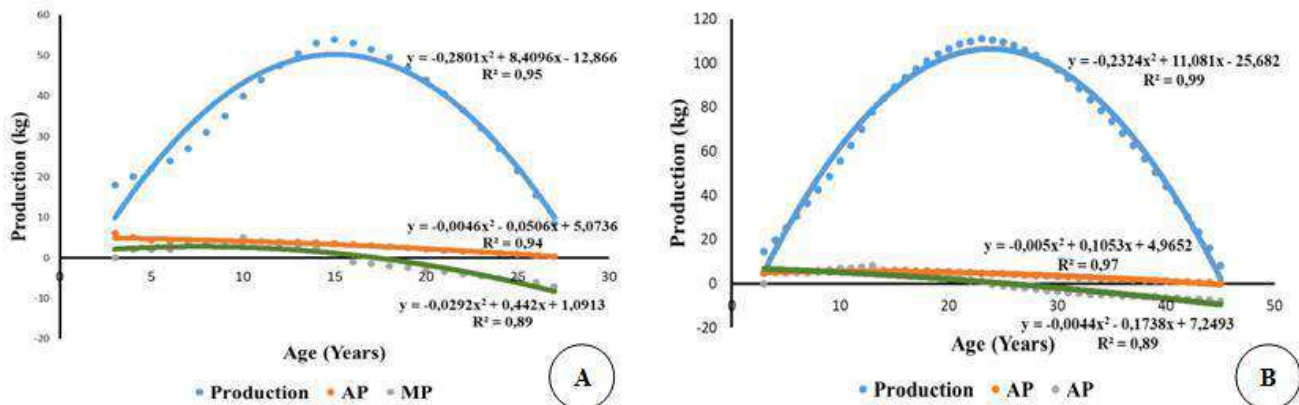 Production (kg)
60
50
40
30
20
10
0
-10
-20
0
5
10
15
20
25
30
y = -0,2801x² + 8,4096x - 12,866
R² = 0,95
y = -0,0046x² - 0,0506x + 5,0736
R² = 0,94
y = -0,0292x² + 0,442x + 1,0913
R² = 0,89
Age (Years)
Production AP MP
A
Production (kg)
120
100
80
60
40
20
0
-20
0
10
20
30
40
50
y = -0,2324x² + 11,081x - 25,682
R² = 0,99
y = -0,005x² + 0,1053x + 4,9652
R² = 0,97
y = -0,0044x² - 0,1738x + 7,2493
R² = 0,89
Age (Years)
Production AP AP
B